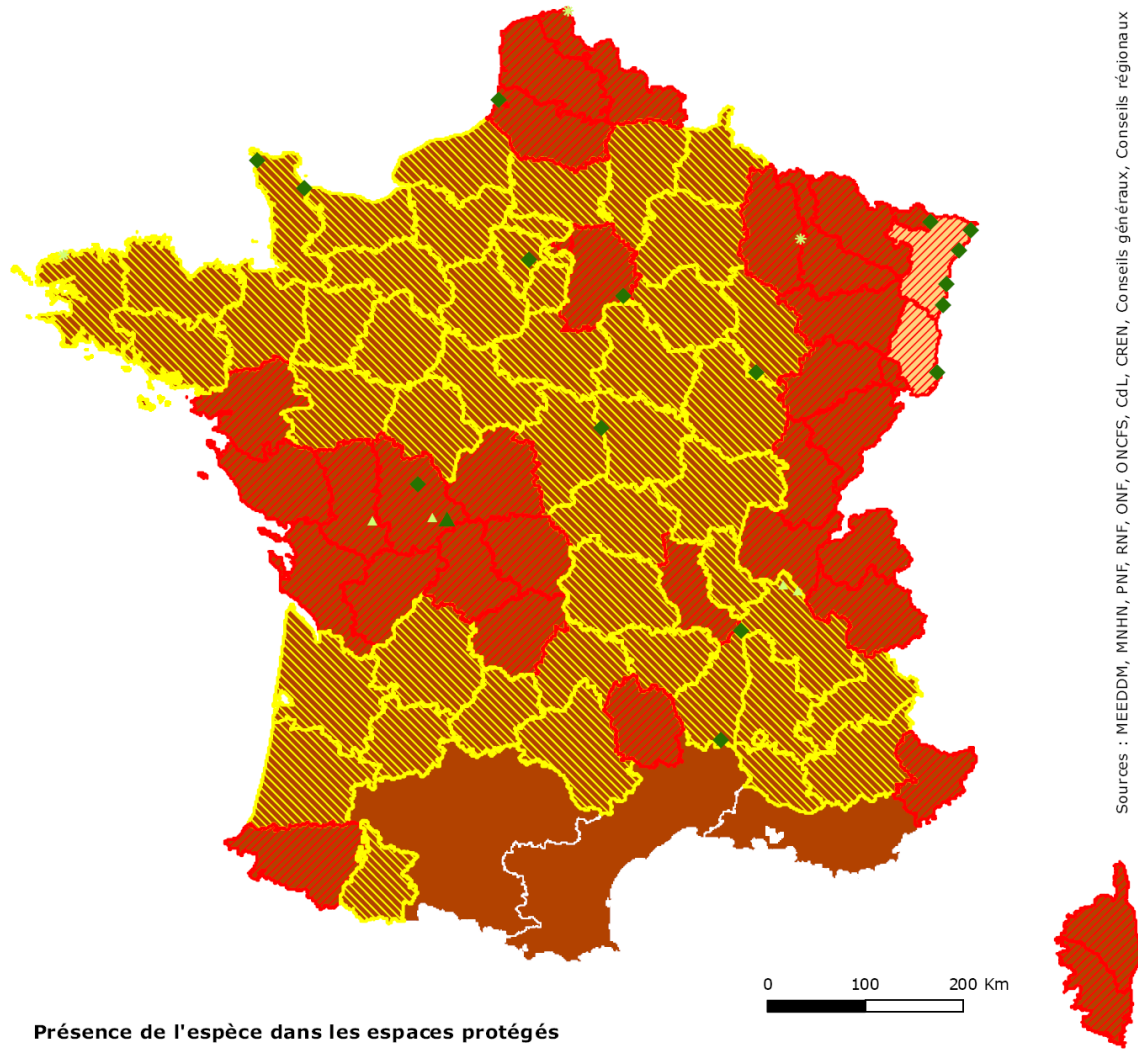 Sources : MEEDDM, MNHN, PNF, RNF, ONF, ONCFS, CdL, CREN, Conseils généraux, Conseils régionaux
0 100 200 Km
Présence de l'espèce dans les espaces protégés